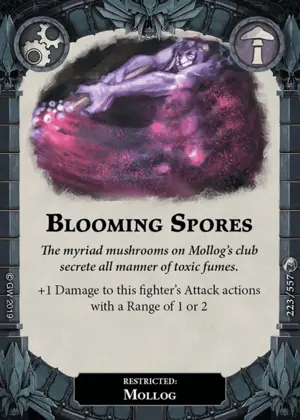 BLOOMING SPORES
The myriad mushrooms on Mollog's club
secrete all manner of toxic fumes.
+1 Damage to this fighter's Attack actions
with a Range of 1 or 2
© GW 2019
223/557
RESTRICTED:
MOLLOG